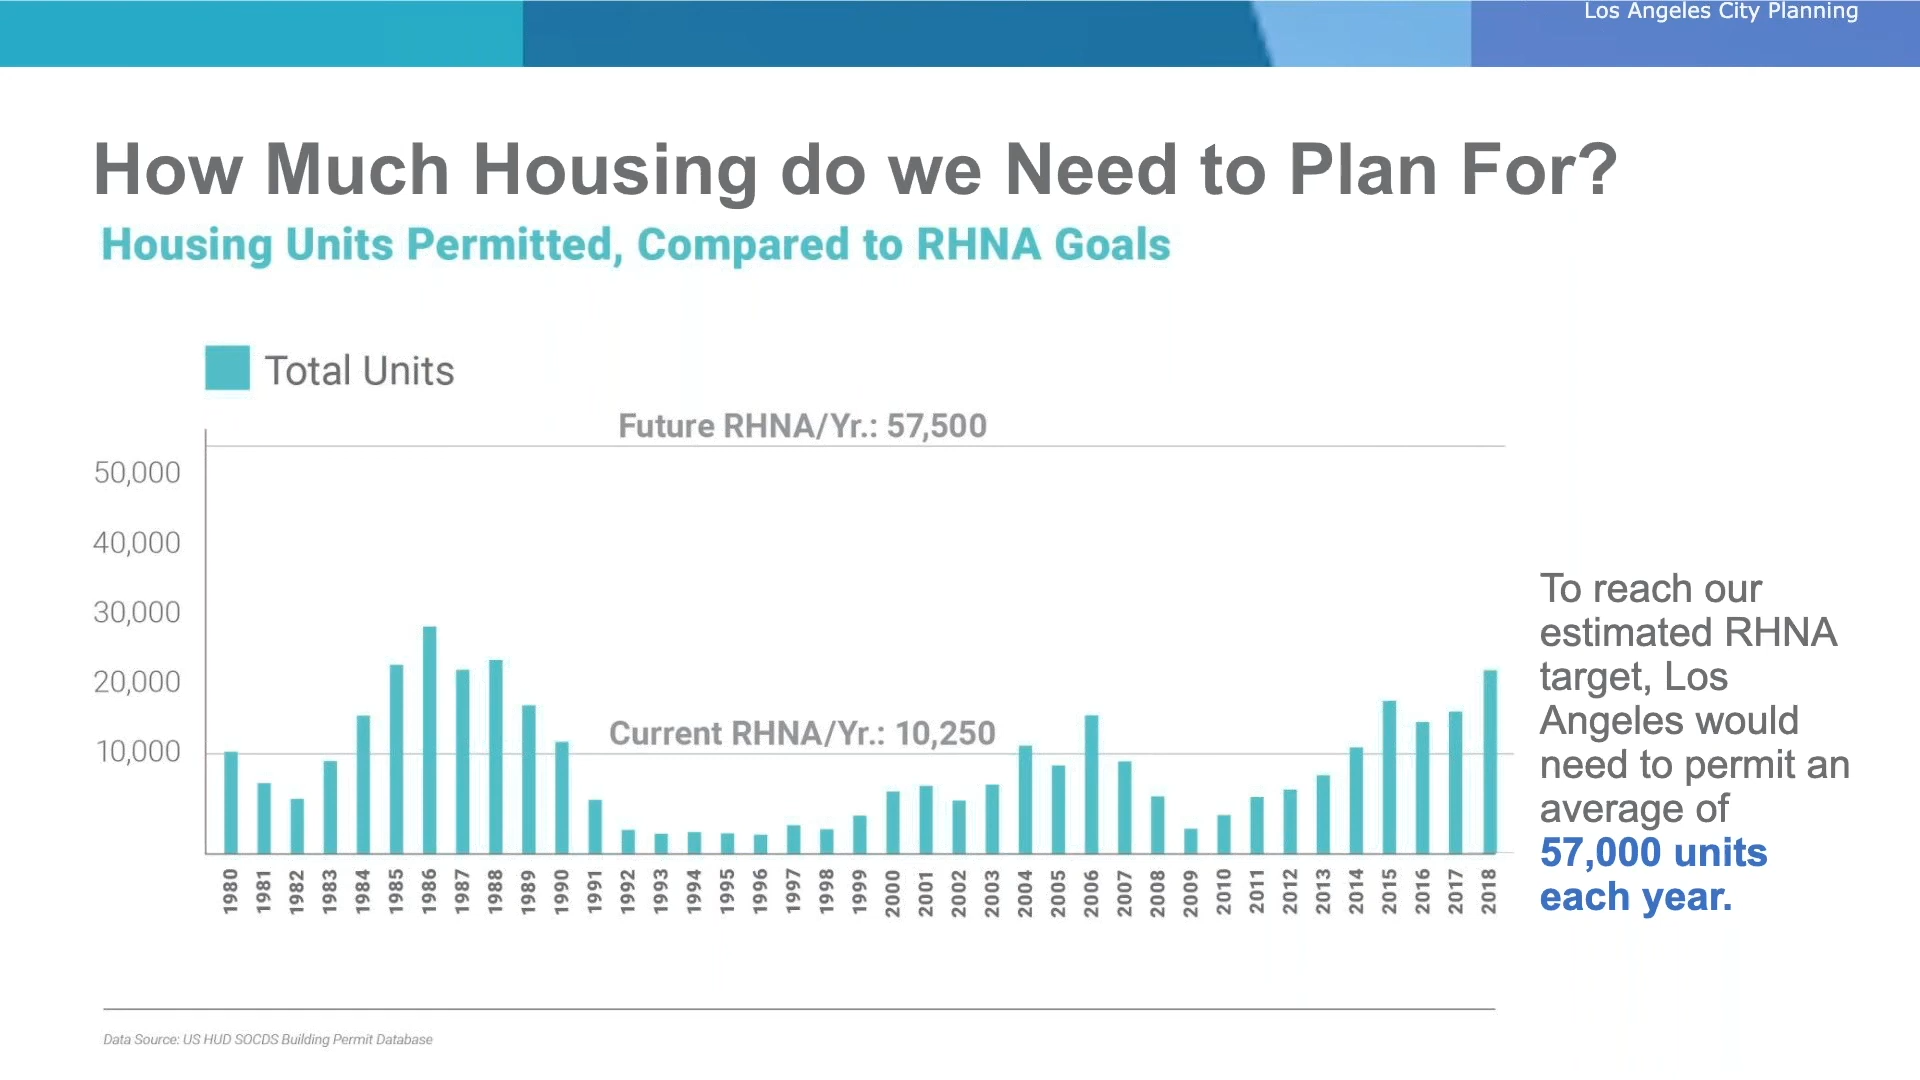 Los Angeles City Planning
How Much Housing do we Need to Plan For?
Housing Units Permitted, Compared to RHNA Goals
Total Units
Future RHNA/Yr.: 57,500
50,000
40,000
30,000
20,000
10,000
Current RHNA/Yr.: 10,250
1980 1981 1982 1983 1984 1985 1986 1987 1988 1989 1990 1991 1992 1993 1994 1995 1996 1997 1998 1999 2000 2001 2002 2003 2004 2005 2006 2007 2008 2009 2010 2011 2012 2013 2014 2015 2016 2017 2018
To reach our
estimated RHNA
target, Los
Angeles would
need to permit an
average of
57,000 units
each year.
Data Source: US HUD SOCDS Building Permit Database